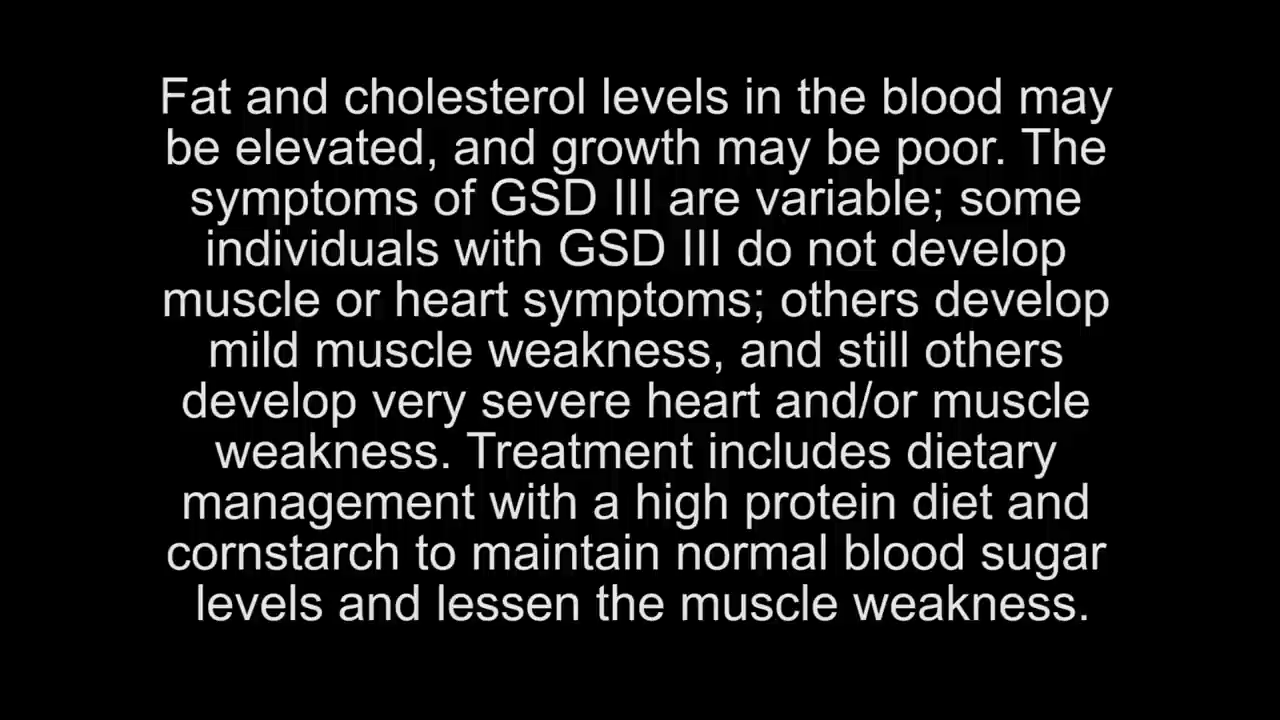 Fat and cholesterol levels in the blood may
be elevated, and growth may be poor. The
symptoms of GSD III are variable; some
individuals with GSD III do not develop
muscle or heart symptoms; others develop
mild muscle weakness, and still others
develop very severe heart and/or muscle
weakness. Treatment includes dietary
management with a high protein diet and
cornstarch to maintain normal blood sugar
levels and lessen the muscle weakness.